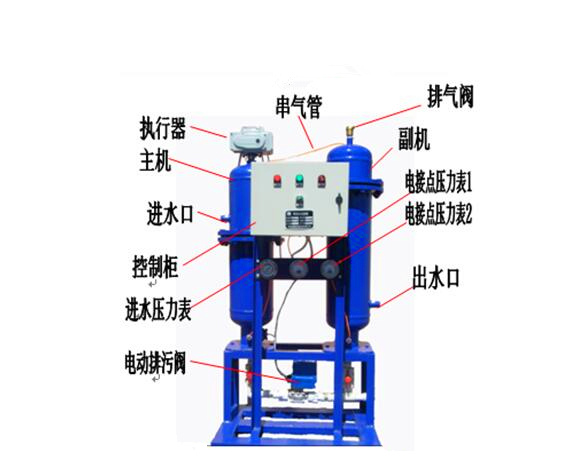 串气管
排气阀
执行器
副机
主机
电接点压力表1
进水口
电接点压力表2
控制柜
出水口
进水压力表
电动排污阀